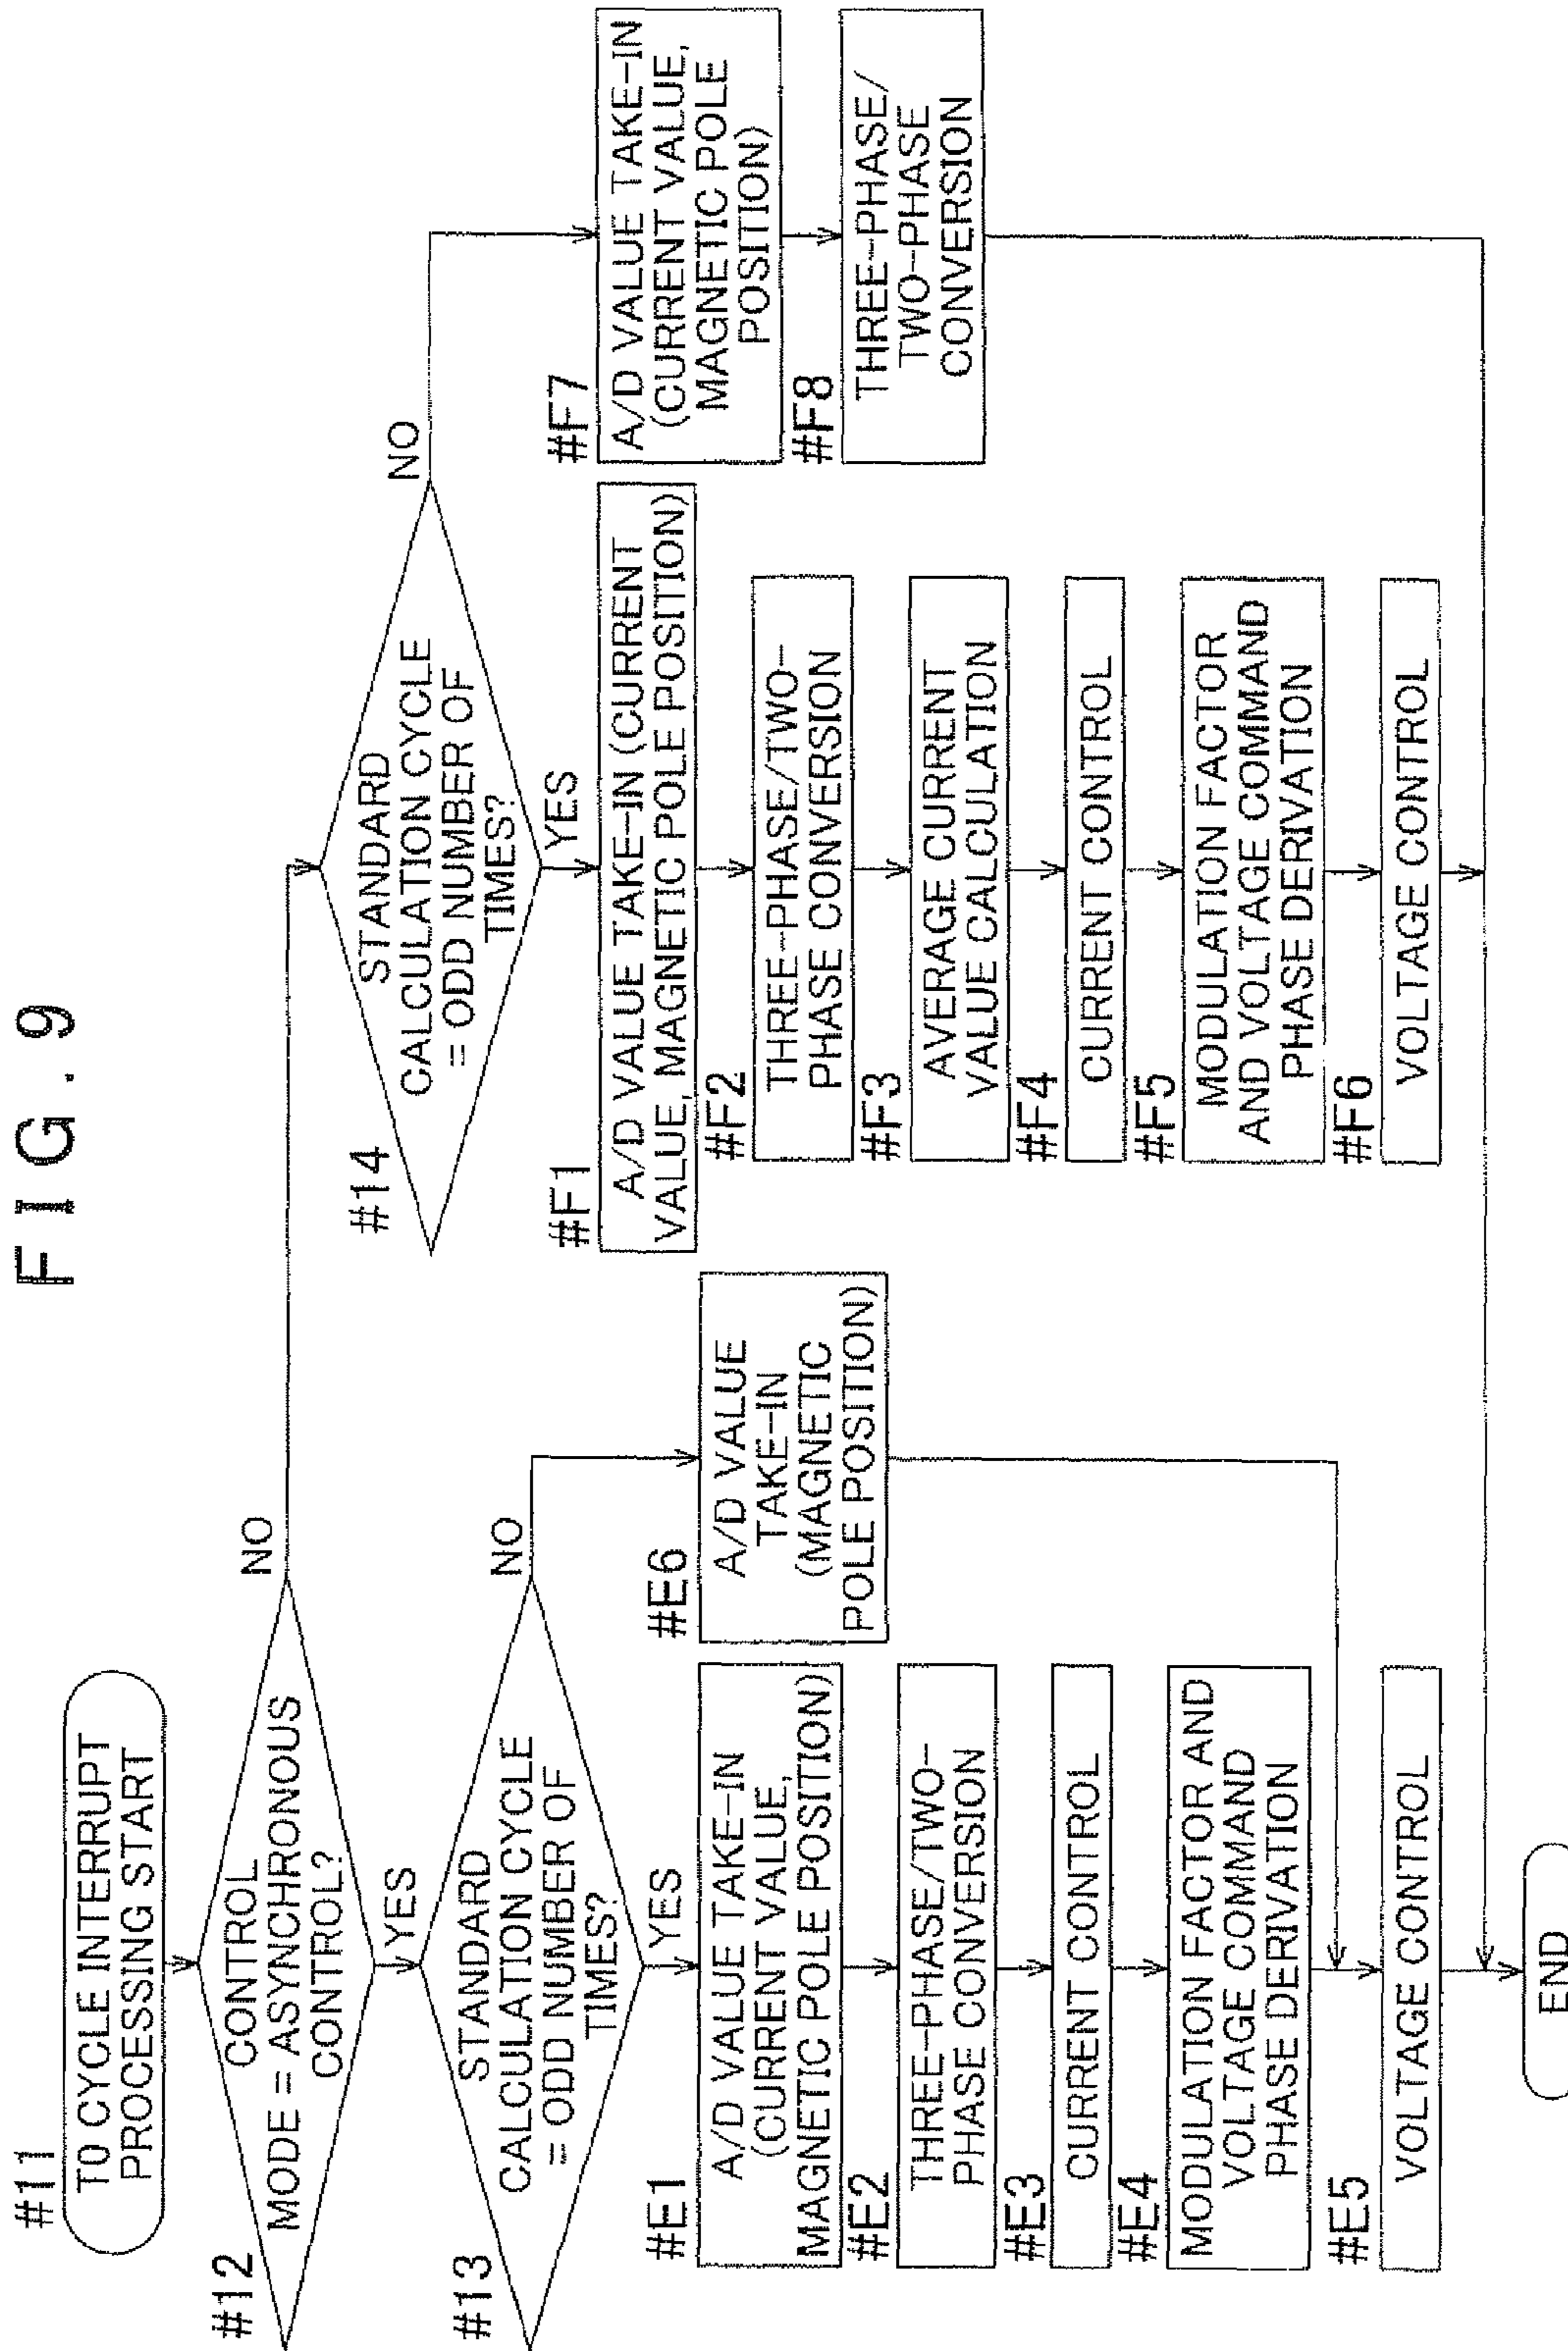 FIG. 9
#11
T0 CYCLE INTERRUPT
PROCESSING START
#12
CONTROL
MODE = ASYNCHRONOUS
CONTROL?
NO
YES
#13
STANDARD
CALCULATION CYCLE
= ODD NUMBER OF
TIMES?
NO
YES
#E1
A/D VALUE TAKE-IN
(CURRENT VALUE,
MAGNETIC POLE POSITION)
#E2
THREE-PHASE/TWO-
PHASE CONVERSION
#E3
CURRENT CONTROL
#E4
MODULATION FACTOR AND
VOLTAGE COMMAND
PHASE DERIVATION
#E5
VOLTAGE CONTROL
#E6
A/D VALUE
TAKE-IN
(MAGNETIC
POLE POSITION)
#14
STANDARD
CALCULATION CYCLE
= ODD NUMBER OF
TIMES?
NO
YES
#F1
A/D VALUE TAKE-IN (CURRENT
VALUE, MAGNETIC POLE POSITION)
#F2
THREE-PHASE/TWO-
PHASE CONVERSION
#F3
AVERAGE CURRENT
VALUE CALCULATION
#F4
CURRENT CONTROL
#F5
MODULATION FACTOR
AND VOLTAGE COMMAND
PHASE DERIVATION
#F6
VOLTAGE CONTROL
#F7
A/D VALUE TAKE-IN
(CURRENT VALUE,
MAGNETIC POLE
POSITION)
#F8
THREE-PHASE/
TWO-PHASE
CONVERSION
END